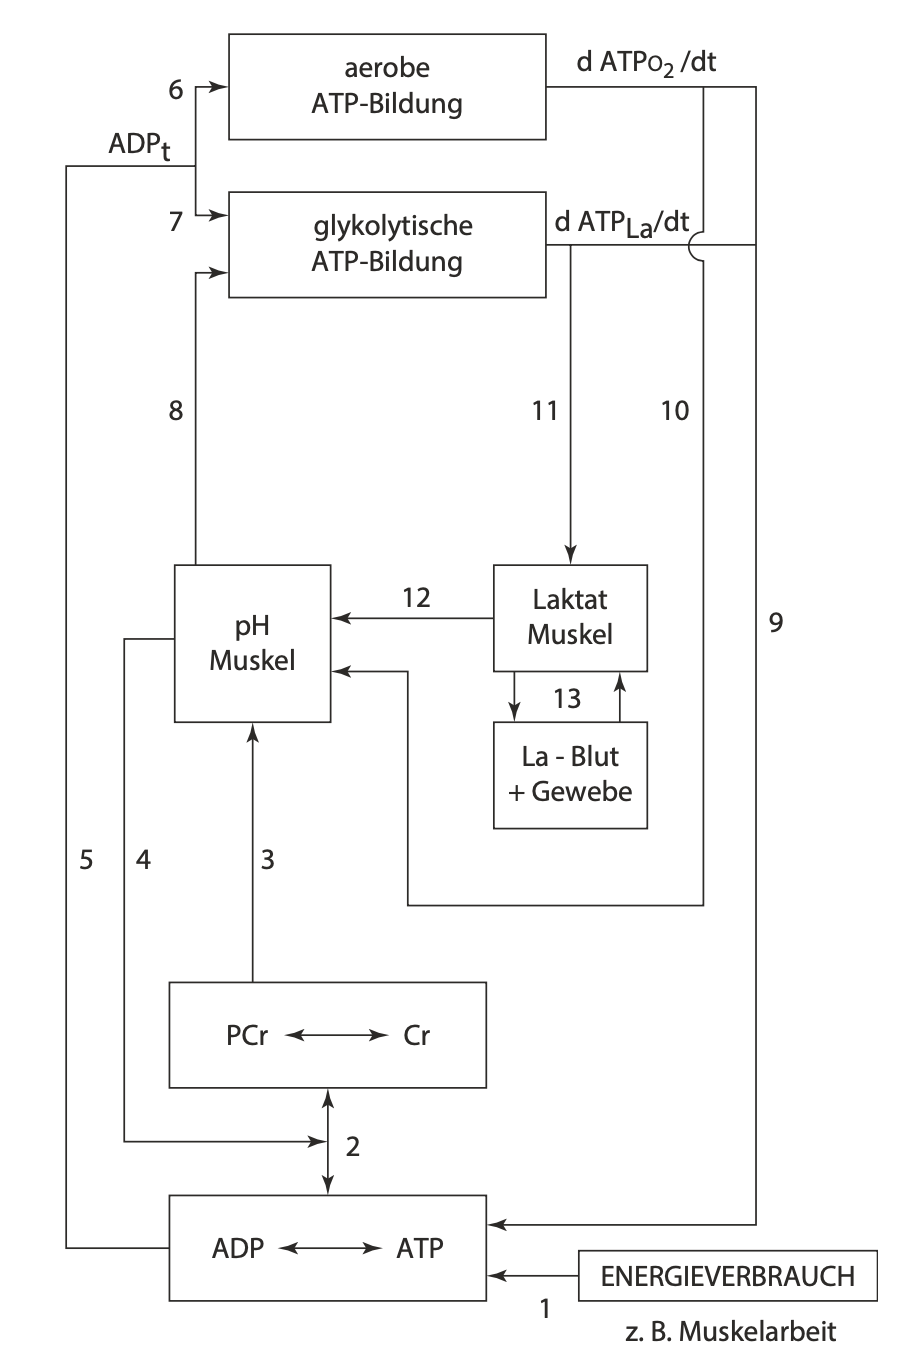 aerobe
ATP-Bildung
d ATPO₂ /dt
6
ADPt
7
glykolytische
ATP-Bildung
d ATPLa/dt
8
11
10
pH
Muskel
12
Laktat
Muskel
9
13
La - Blut
+ Gewebe
5
4
3
PCr
Cr
2
ADP
ATP
ENERGIEVERBRAUCH
1
z. B. Muskelarbeit